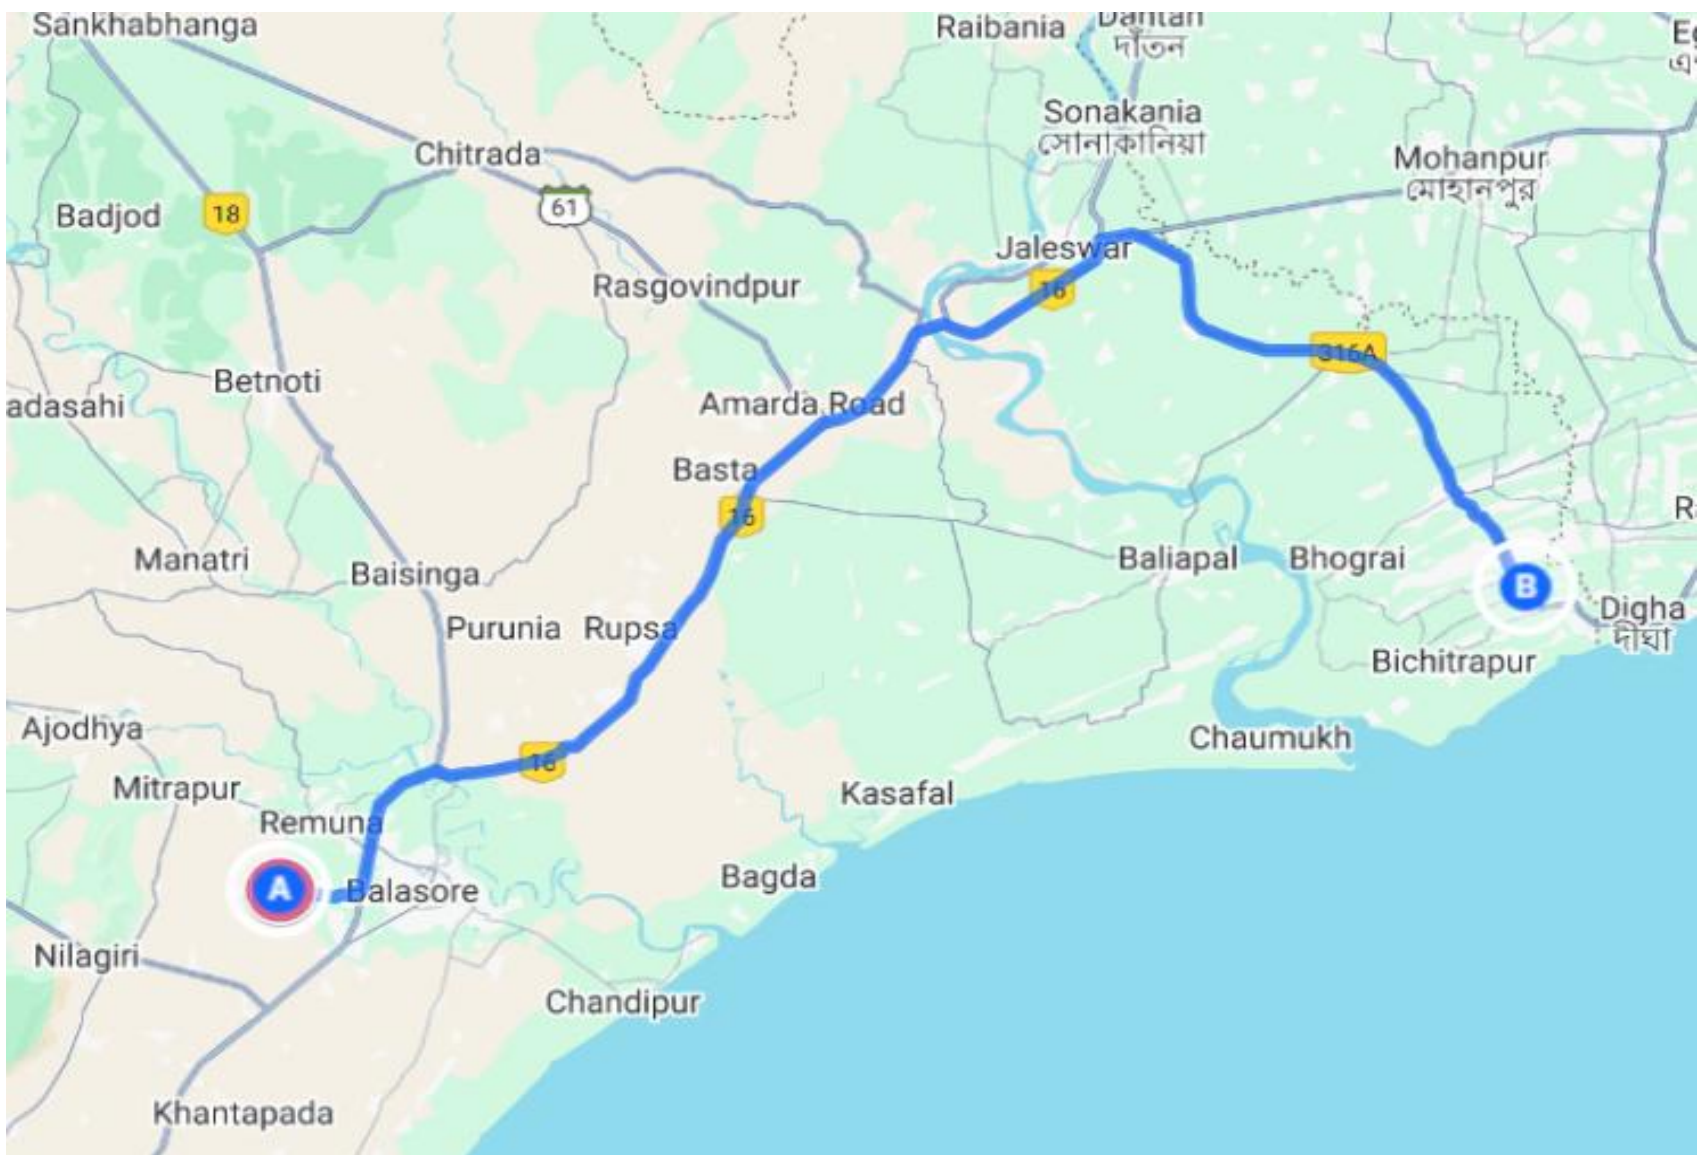 Sankhabhanga
Raibania
Dantan
দাঁতন
Sonakania
সোনাকানিয়া
Mohanpur
মোহানপুর
Chitrada
Badjod
18
61
Jaleswar
16
Rasgovindpur
316A
Betnoti
adasahi
Amarda Road
Basta
16
Manatri
Baisinga
Baliapal
Bhograi
B
Digha
দীঘা
Purunia
Rupsa
Bichitrapur
Ajodhya
Chaumukh
16
Mitrapur
Kasafal
Remuna
A
Balasore
Bagda
Nilagiri
Chandipur
Khantapada